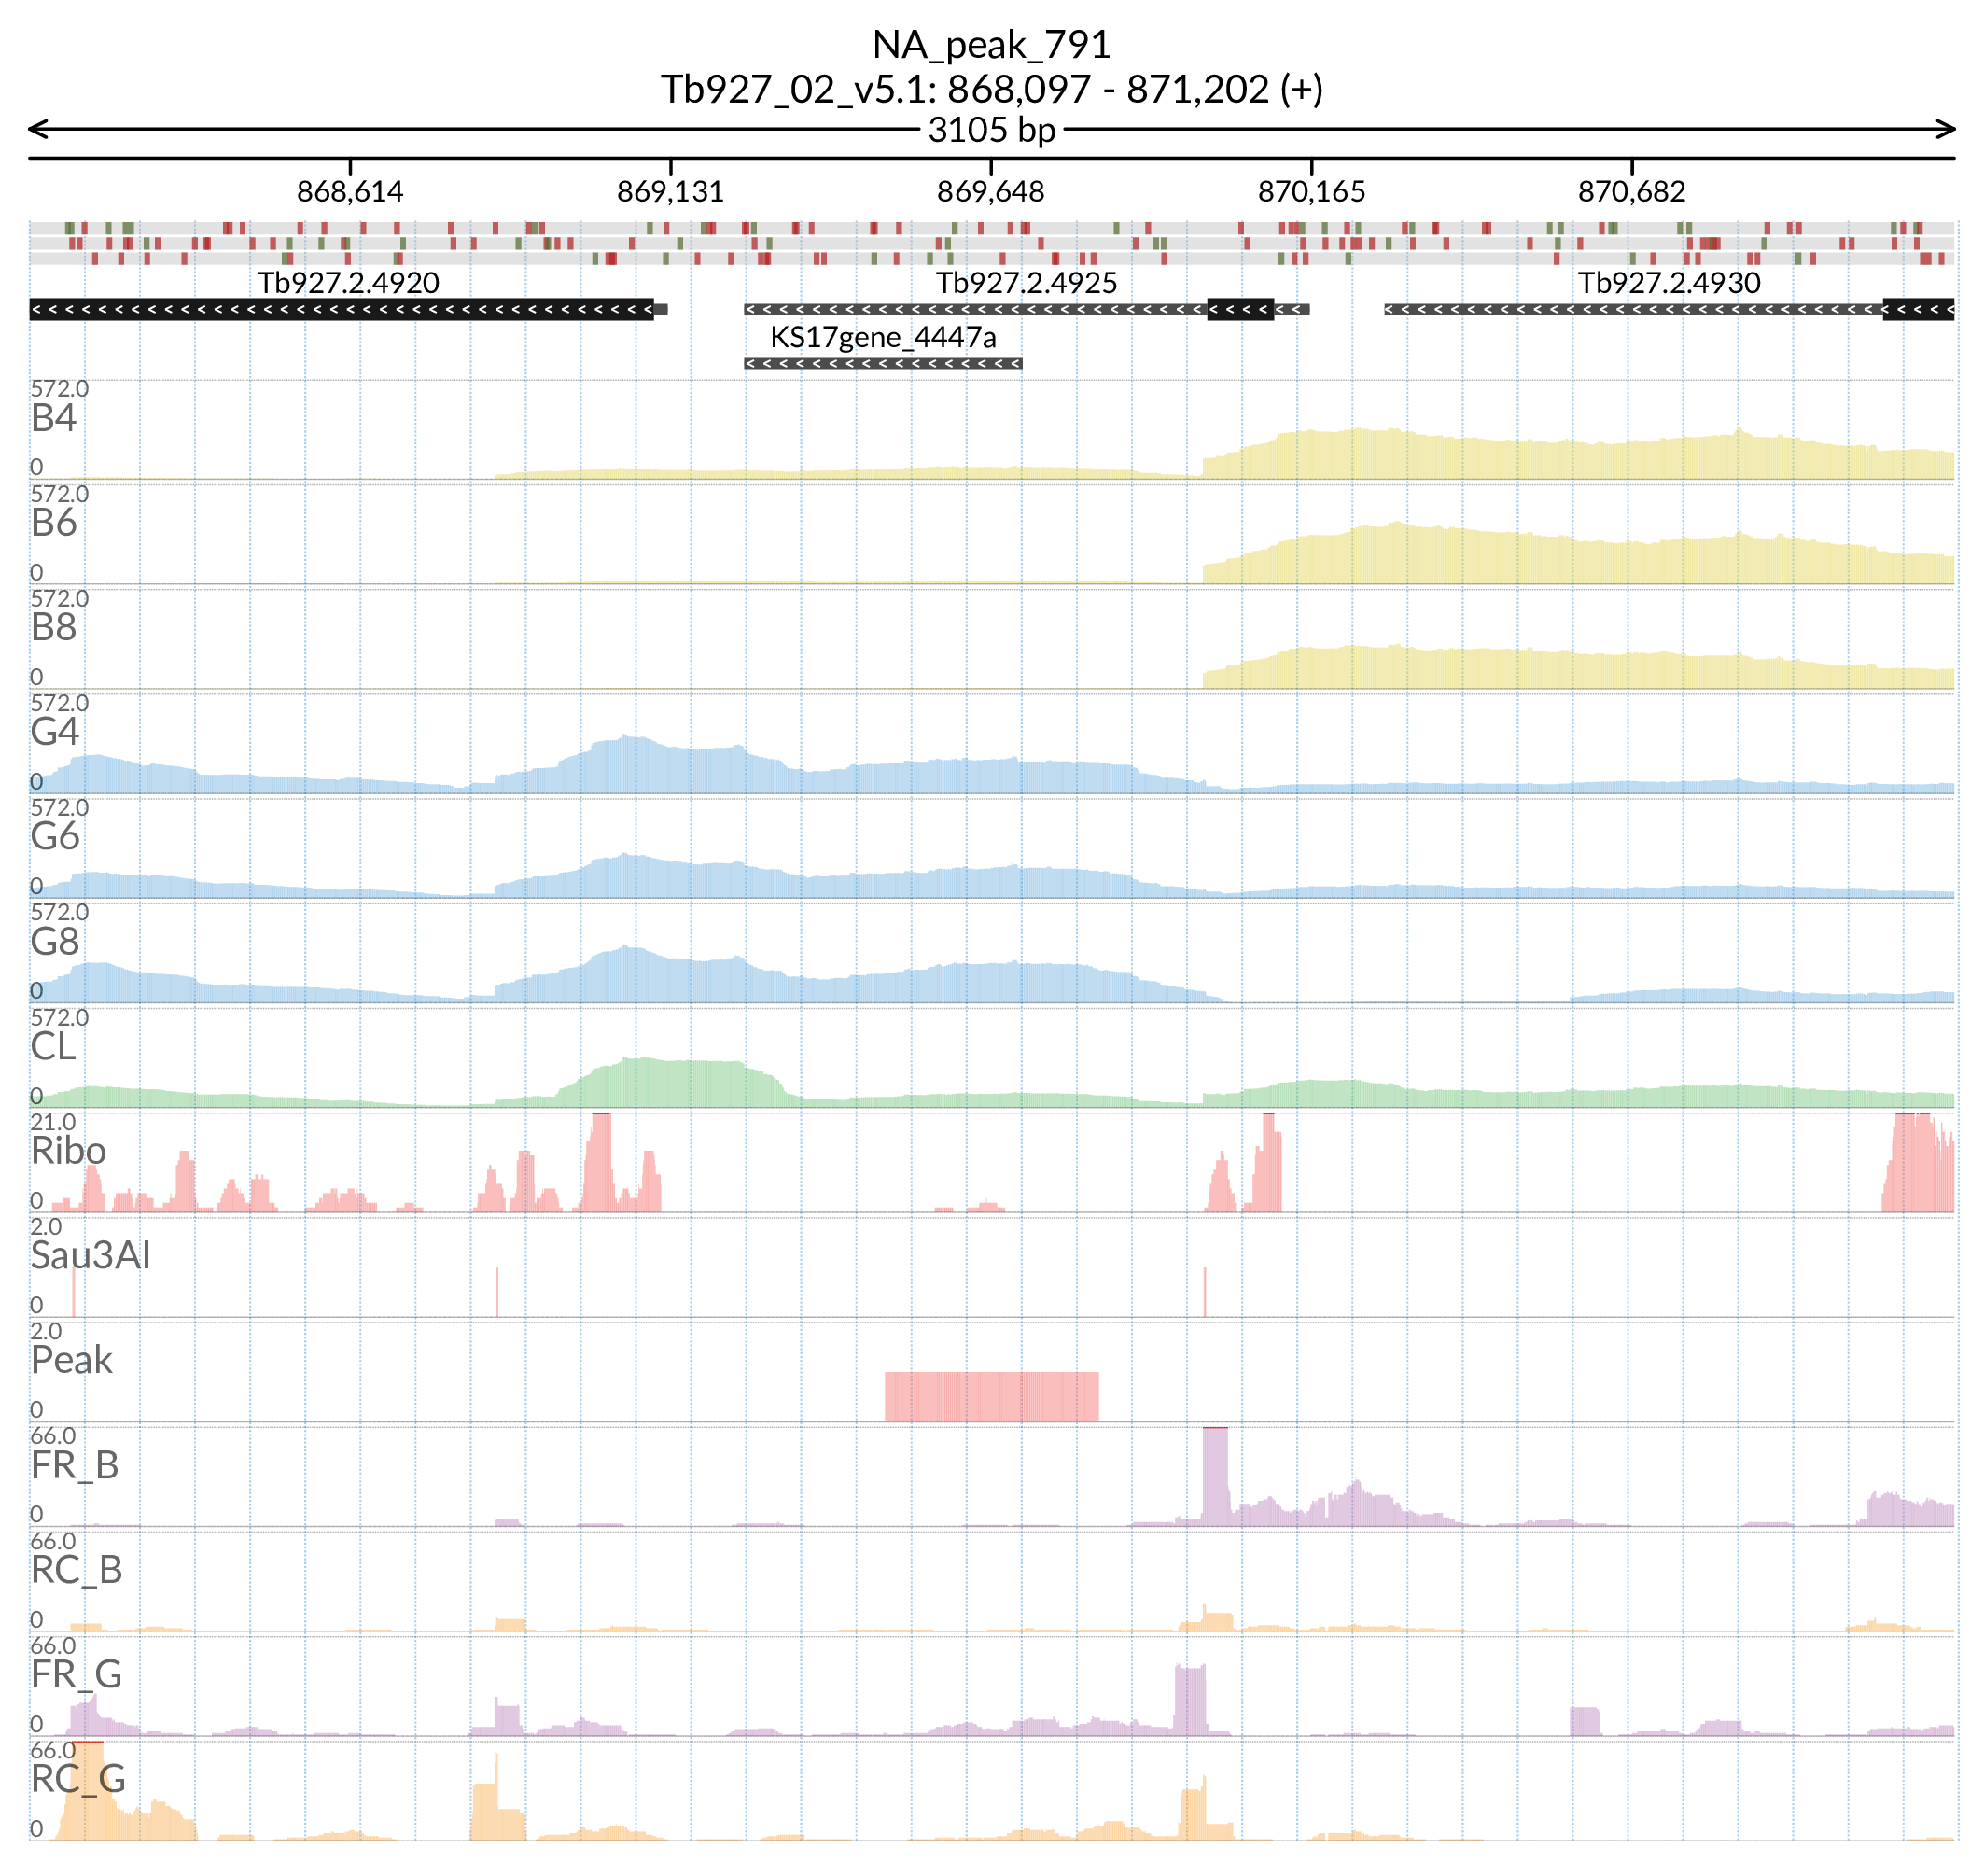 NA_peak_791
Tb927_02_v5.1: 868,097 - 871,202 (+)
3105 bp
868,614 869,131 869,648 870,165 870,682
Tb927.2.4920 Tb927.2.4925 Tb927.2.4930
KS17gene_4447a
572.0
B4
0
572.0
B6
0
572.0
B8
0
572.0
G4
0
572.0
G6
0
572.0
G8
0
572.0
CL
0
21.0
Ribo
0
2.0
Sau3AI
0
2.0
Peak
0
66.0
FR_B
0
66.0
RC_B
0
66.0
FR_G
0
66.0
RC_G
0